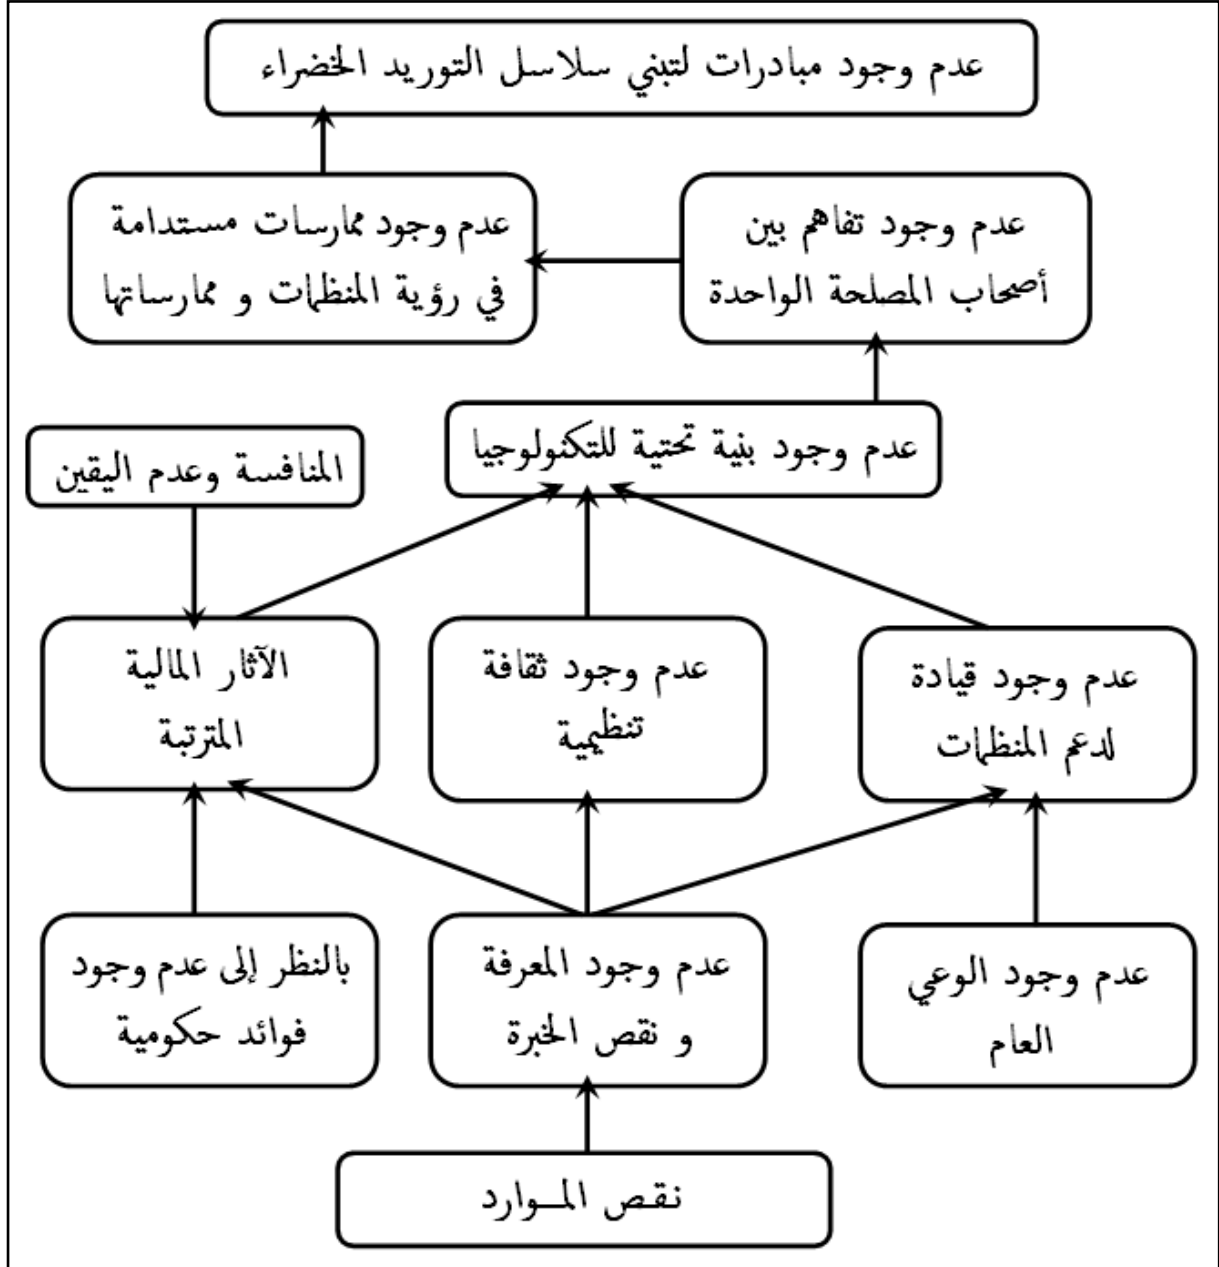 عدم وجود مبادرات لتبني سلاسل التوريد الخضراء
عدم وجود تفاهم بين
أصحاب المصلحة الواحدة
عدم وجود ممارسات مستدامة
في رؤية المنظمات و ممارساتها
عدم وجود بنية تحتية للتكنولوجيا
المنافسة وعدم اليقين
عدم وجود قيادة
لدعم المنظمات
عدم وجود ثقافة
تنظيمية
الآثار المالية
المترتبة
عدم وجود الوعي
العام
عدم وجود المعرفة
و نقص الخبرة
بالنظر إلى عدم وجود
فوائد حكومية
نقص المـوارد